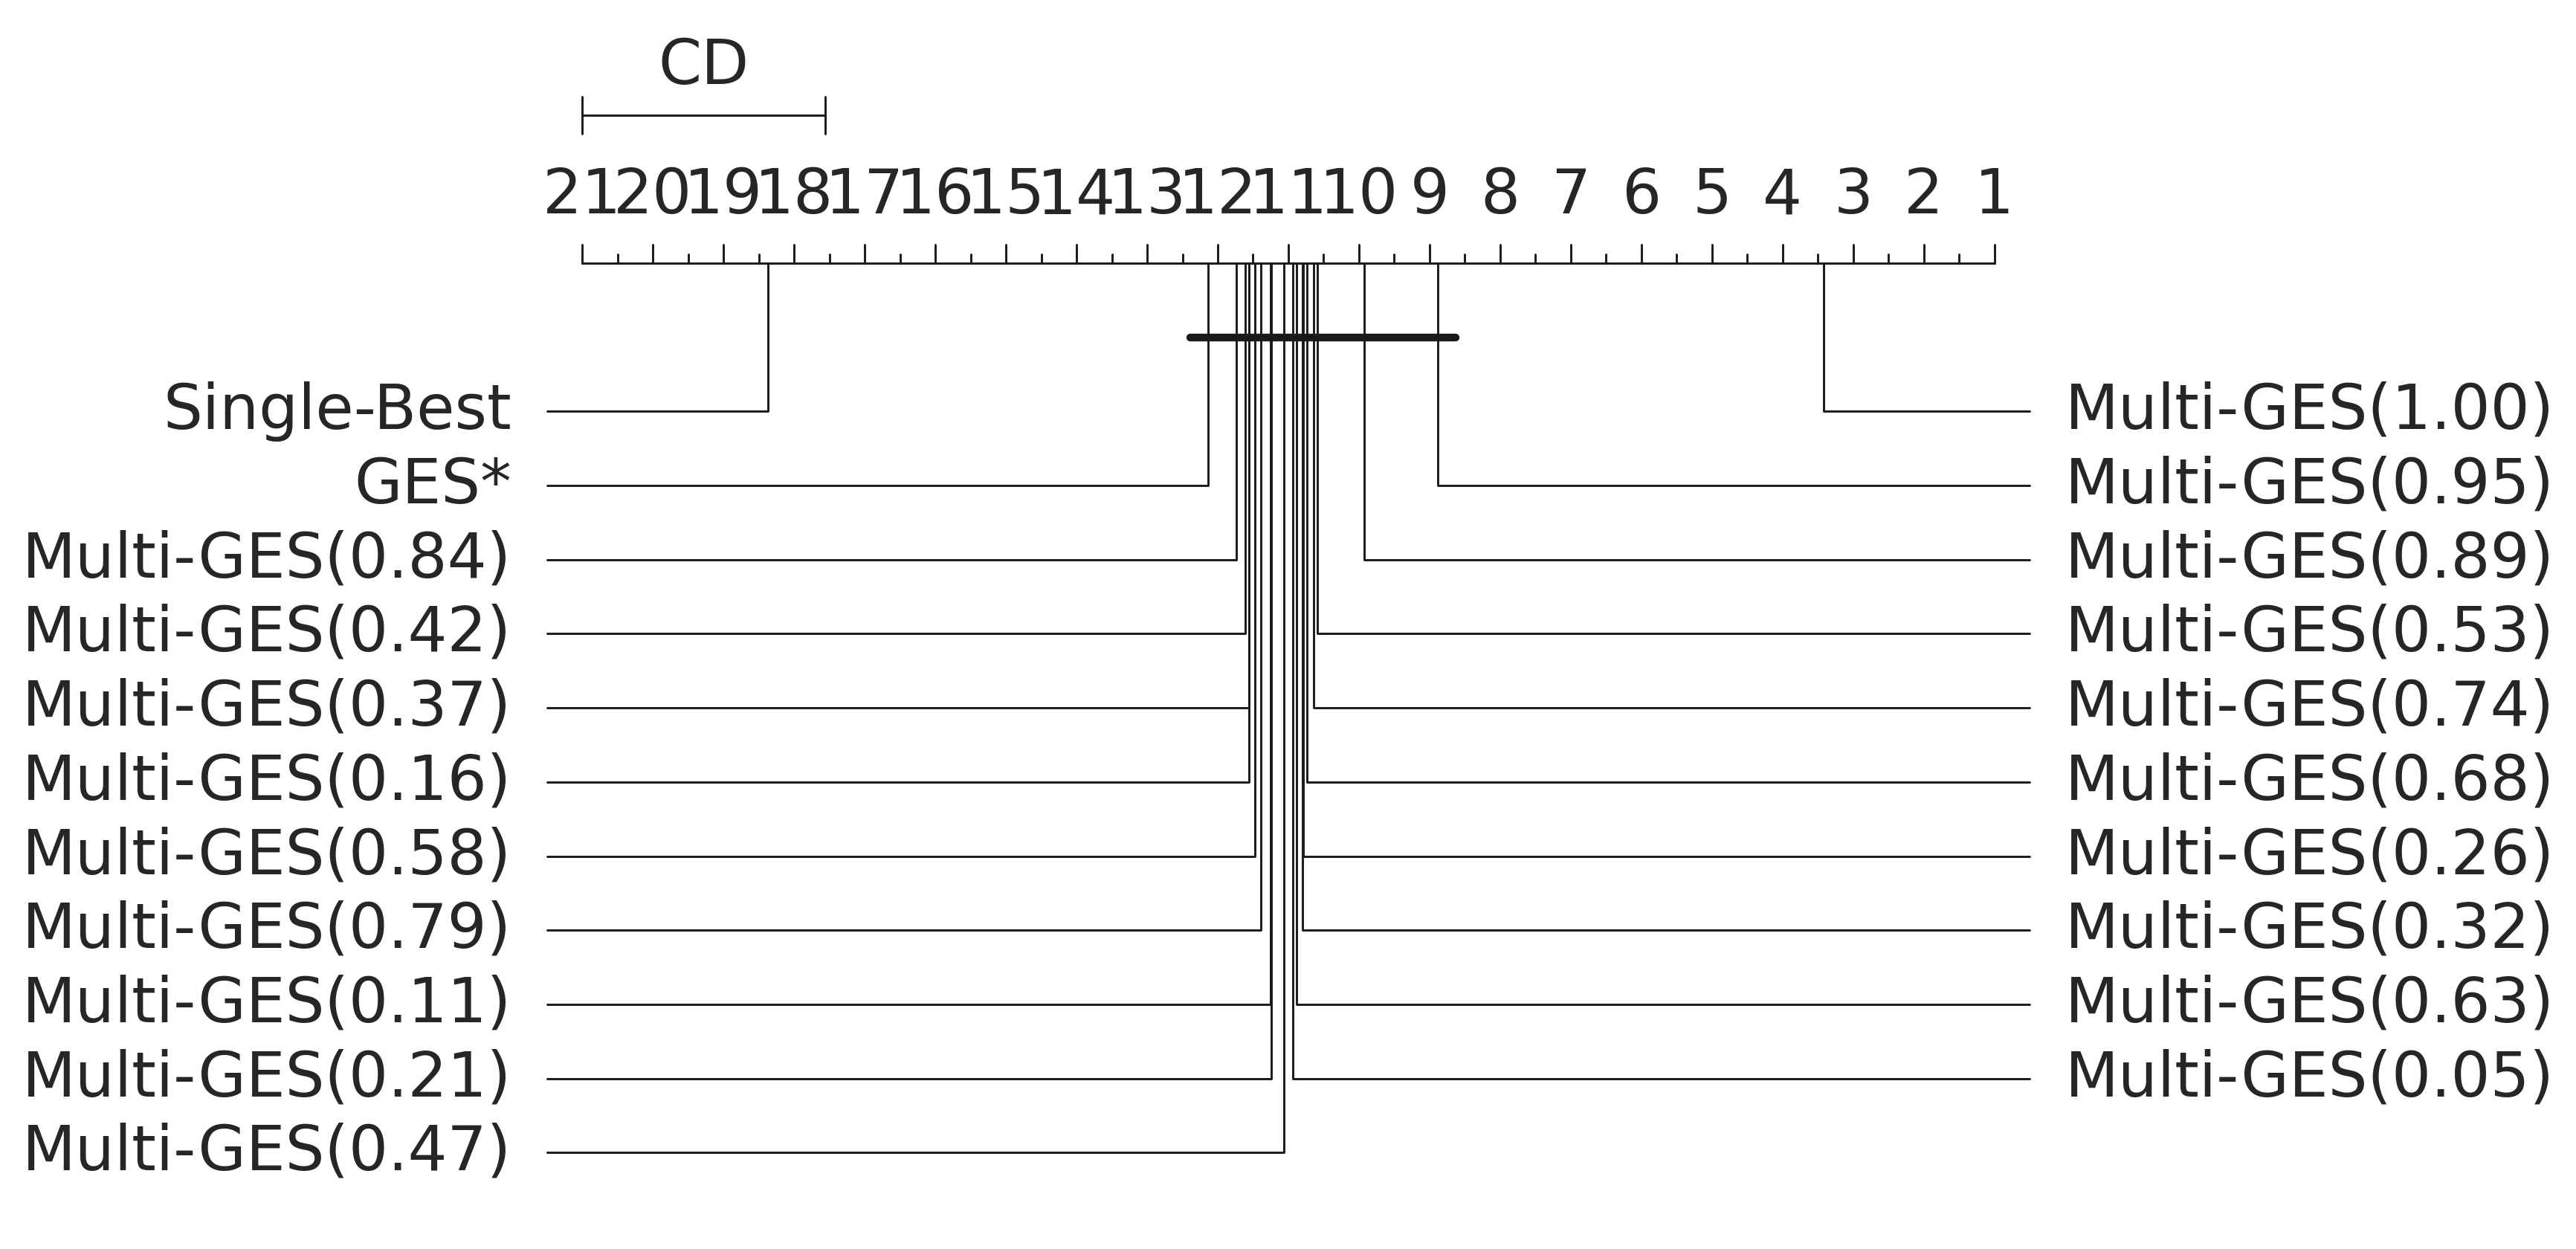 CD
21 20 19 18 17 16 15 14 13 12 11 10 9 8 7 6 5 4 3 2 1
Single-Best
GES*
Multi-GES(0.84)
Multi-GES(0.42)
Multi-GES(0.37)
Multi-GES(0.16)
Multi-GES(0.58)
Multi-GES(0.79)
Multi-GES(0.11)
Multi-GES(0.21)
Multi-GES(0.47)
Multi-GES(1.00)
Multi-GES(0.95)
Multi-GES(0.89)
Multi-GES(0.53)
Multi-GES(0.74)
Multi-GES(0.68)
Multi-GES(0.26)
Multi-GES(0.32)
Multi-GES(0.63)
Multi-GES(0.05)